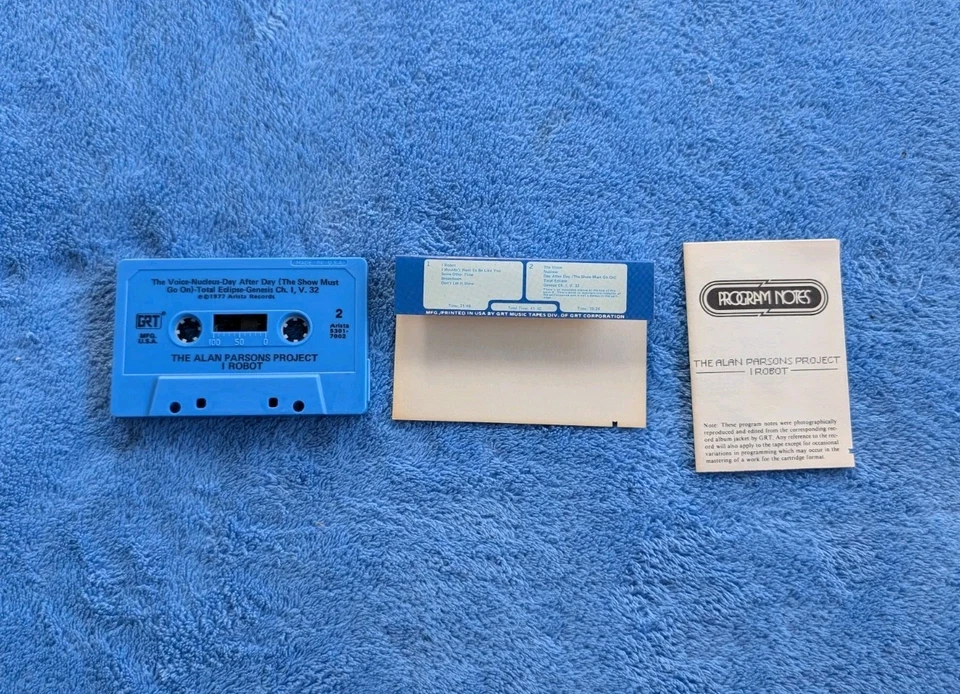 The Voice-Nucleus-Day After Day (The Show Must
Go On)-Total Eclipse-Genesis Ch. I, V. 32
℗©1977 Arista Records
GRT
MFG.
U.S.A.
2
Arista
5301-
7002
100 50 0
THE ALAN PARSONS PROJECT
I ROBOT
1
I Robot
I Wouldn't Want To Be Like You
Some Other Time
Breakdown
Don't Let It Show
2
The Voice
Nucleus
Day After Day (The Show Must Go On)
Total Eclipse
Genesis Ch. I, V. 32
MFG./PRINTED IN USA BY GRT MUSIC TAPES DIV. OF GRT CORPORATION
PROGRAM NOTES
THE ALAN PARSONS PROJECT
I ROBOT
Note: These program notes were photographically
reproduced and edited from the corresponding rec-
ord album jacket by GRT. Any reference to the rec-
ord will also apply to the tape except for occasional
variations in programming which may occur in the
mastering of a work for the cartridge format.